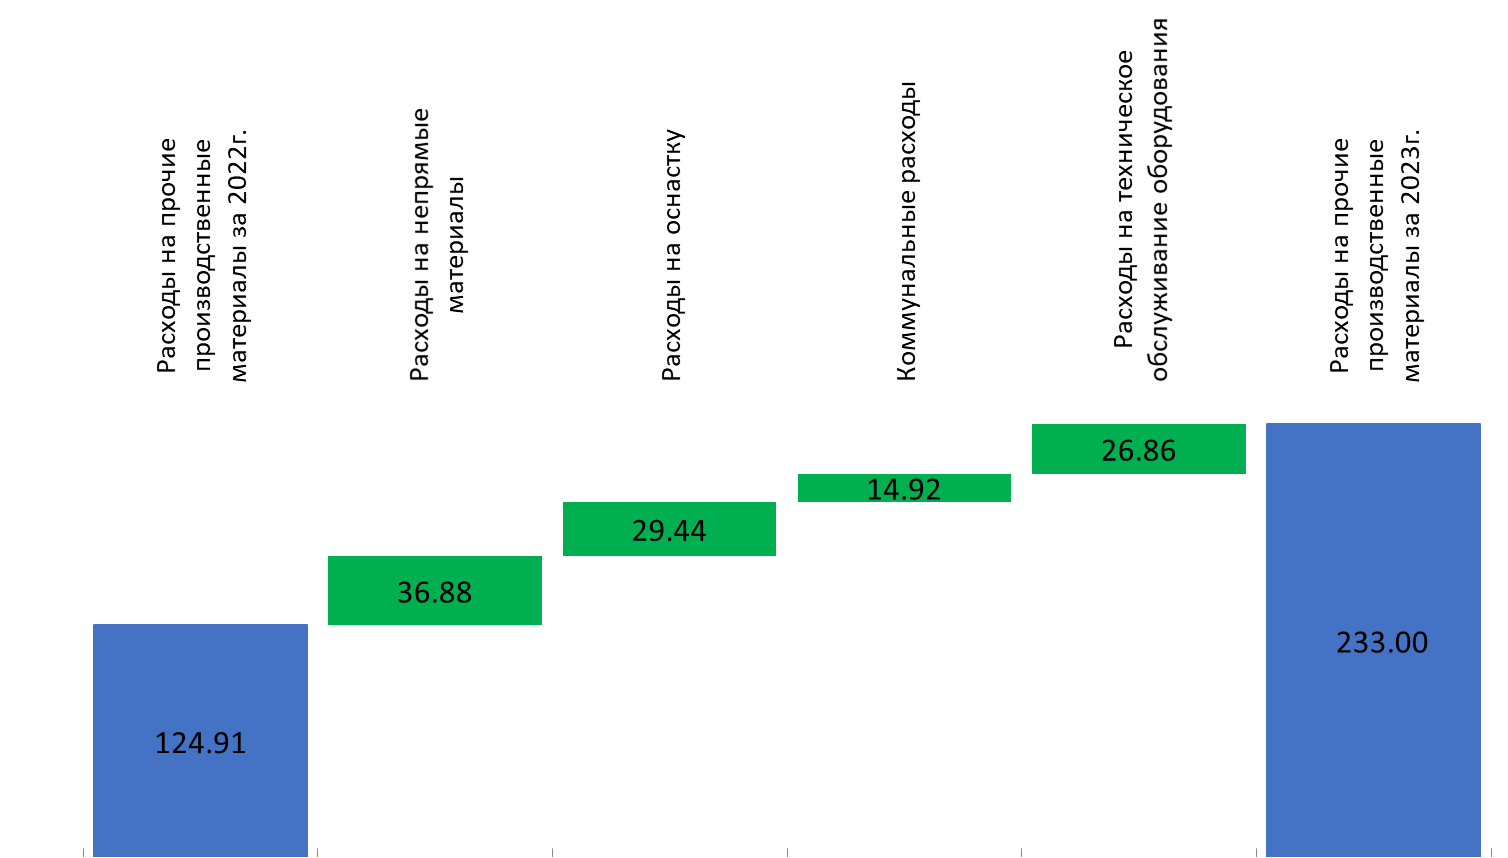 Расходы на прочие
производственные
материалы за 2022г.
Расходы на непрямые
материалы
Расходы на оснастку
Коммунальные расходы
Расходы на техническое
обслуживание оборудования
Расходы на прочие
производственные
материалы за 2023г.
26.86
14.92
29.44
36.88
233.00
124.91